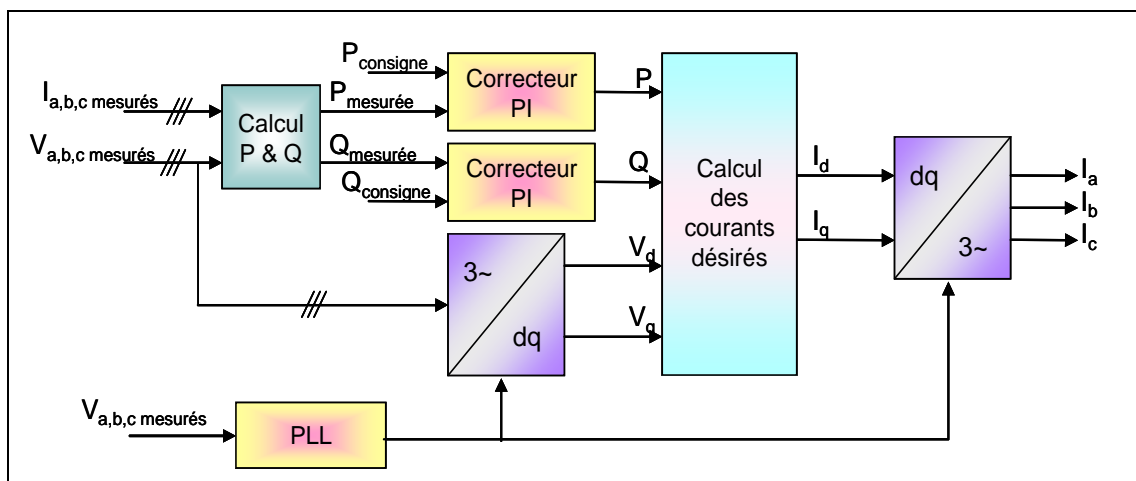 P consigne
I a,b,c mesurés
P mesurée
Correcteur
PI
P
Calcul
P & Q
V a,b,c mesurés
Q mesurée
Q consigne
Correcteur
PI
Q
Calcul
des
courants
désirés
I d
I q
dq
3~
I a
I b
I c
3~
dq
V d
V q
V a,b,c mesurés
PLL